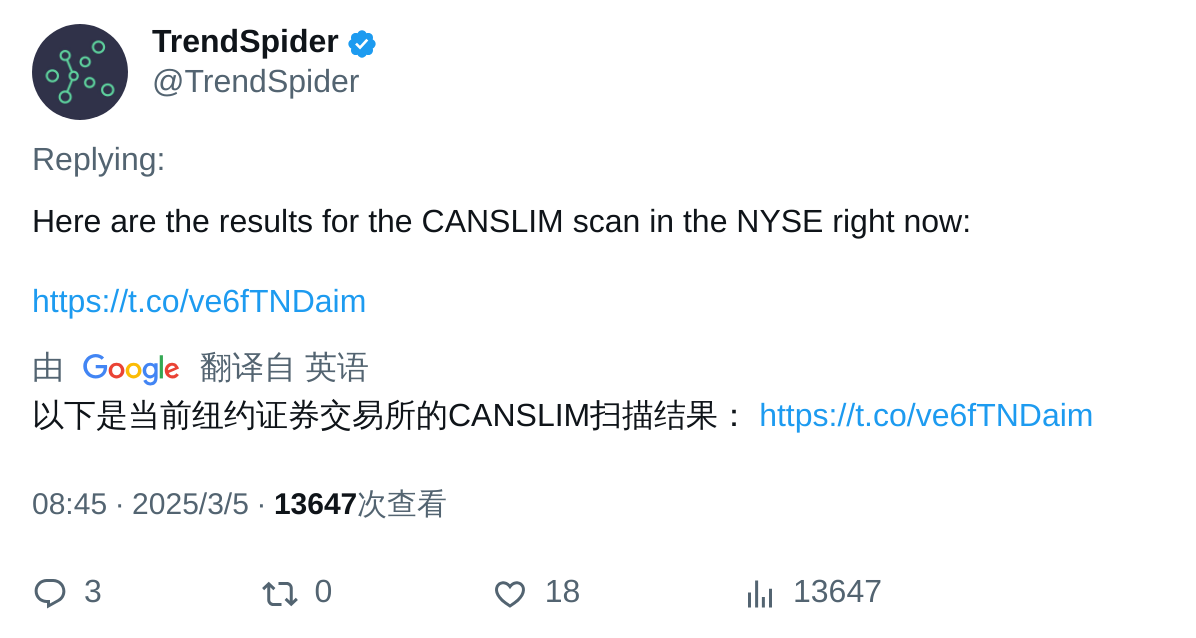 TrendSpider
@TrendSpider
Replying:
Here are the results for the CANSLIM scan in the NYSE right now:
https://t.co/ve6fTNDaim
由 Google 翻译自 英语
以下是当前纽约证券交易所的CANSLIM扫描结果： https://t.co/ve6fTNDaim
08:45 · 2025/3/5 · 13647次查看
3 0 18 13647